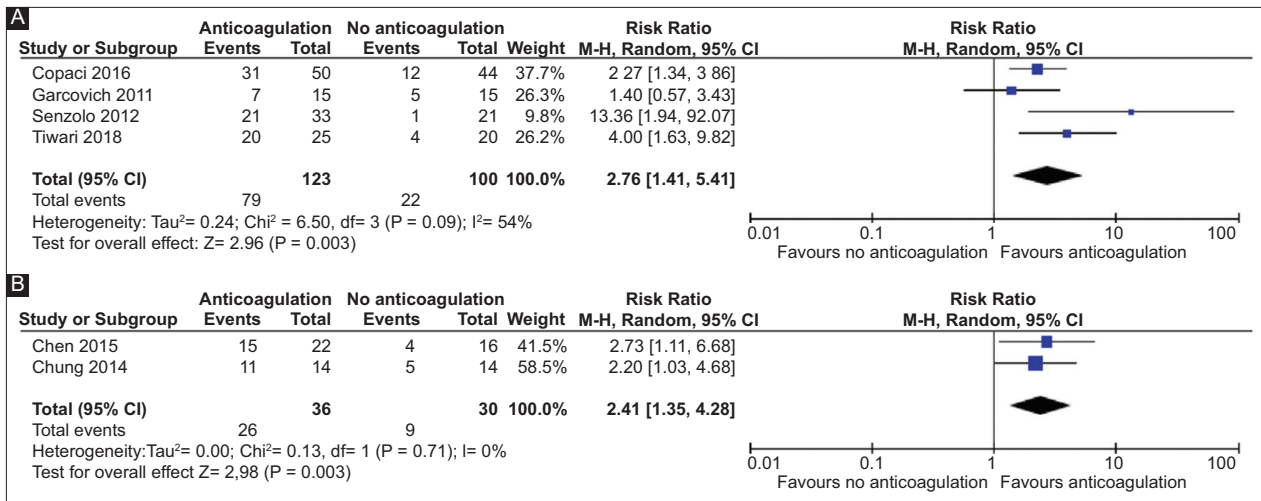 A
Anticoagulation No anticoagulation Risk Ratio Risk Ratio
Study or Subgroup Events Total Events Total Weight M-H, Random, 95% CI M-H, Random, 95% CI
Copaci 2016 31 50 12 44 37.7% 2 27 [1.34, 3 86]
Garcovich 2011 7 15 5 15 26.3% 1.40 [0.57, 3.43]
Senzolo 2012 21 33 1 21 9.8% 13.36 [1.94, 92.07]
Tiwari 2018 20 25 4 20 26.2% 4.00 [1.63, 9.82]
Total (95% CI) 123 100 100.0% 2.76 [1.41, 5.41]
Total events 79 22
Heterogeneity: Tau²= 0.24; Chi² = 6.50, df= 3 (P = 0.09); I²= 54%
Test for overall effect: Z= 2.96 (P = 0.003)
0.01 0.1 1 10 100
Favours no anticoagulation Favours anticoagulation
B
Anticoagulation No anticoagulation Risk Ratio Risk Ratio
Study or Subgroup Events Total Events Total Weight M-H, Random, 95% CI M-H, Random, 95% CI
Chen 2015 15 22 4 16 41.5% 2.73 [1.11, 6.68]
Chung 2014 11 14 5 14 58.5% 2.20 [1.03, 4.68]
Total (95% CI) 36 30 100.0% 2.41 [1.35, 4.28]
Total events 26 9
Heterogeneity:Tau²= 0.00; Chi²= 0.13, df= 1 (P = 0.71); I= 0%
Test for overall effect Z= 2,98 (P = 0.003)
0.01 0.1 1 10 100
Favours no anticoagulation Favours anticoagulation